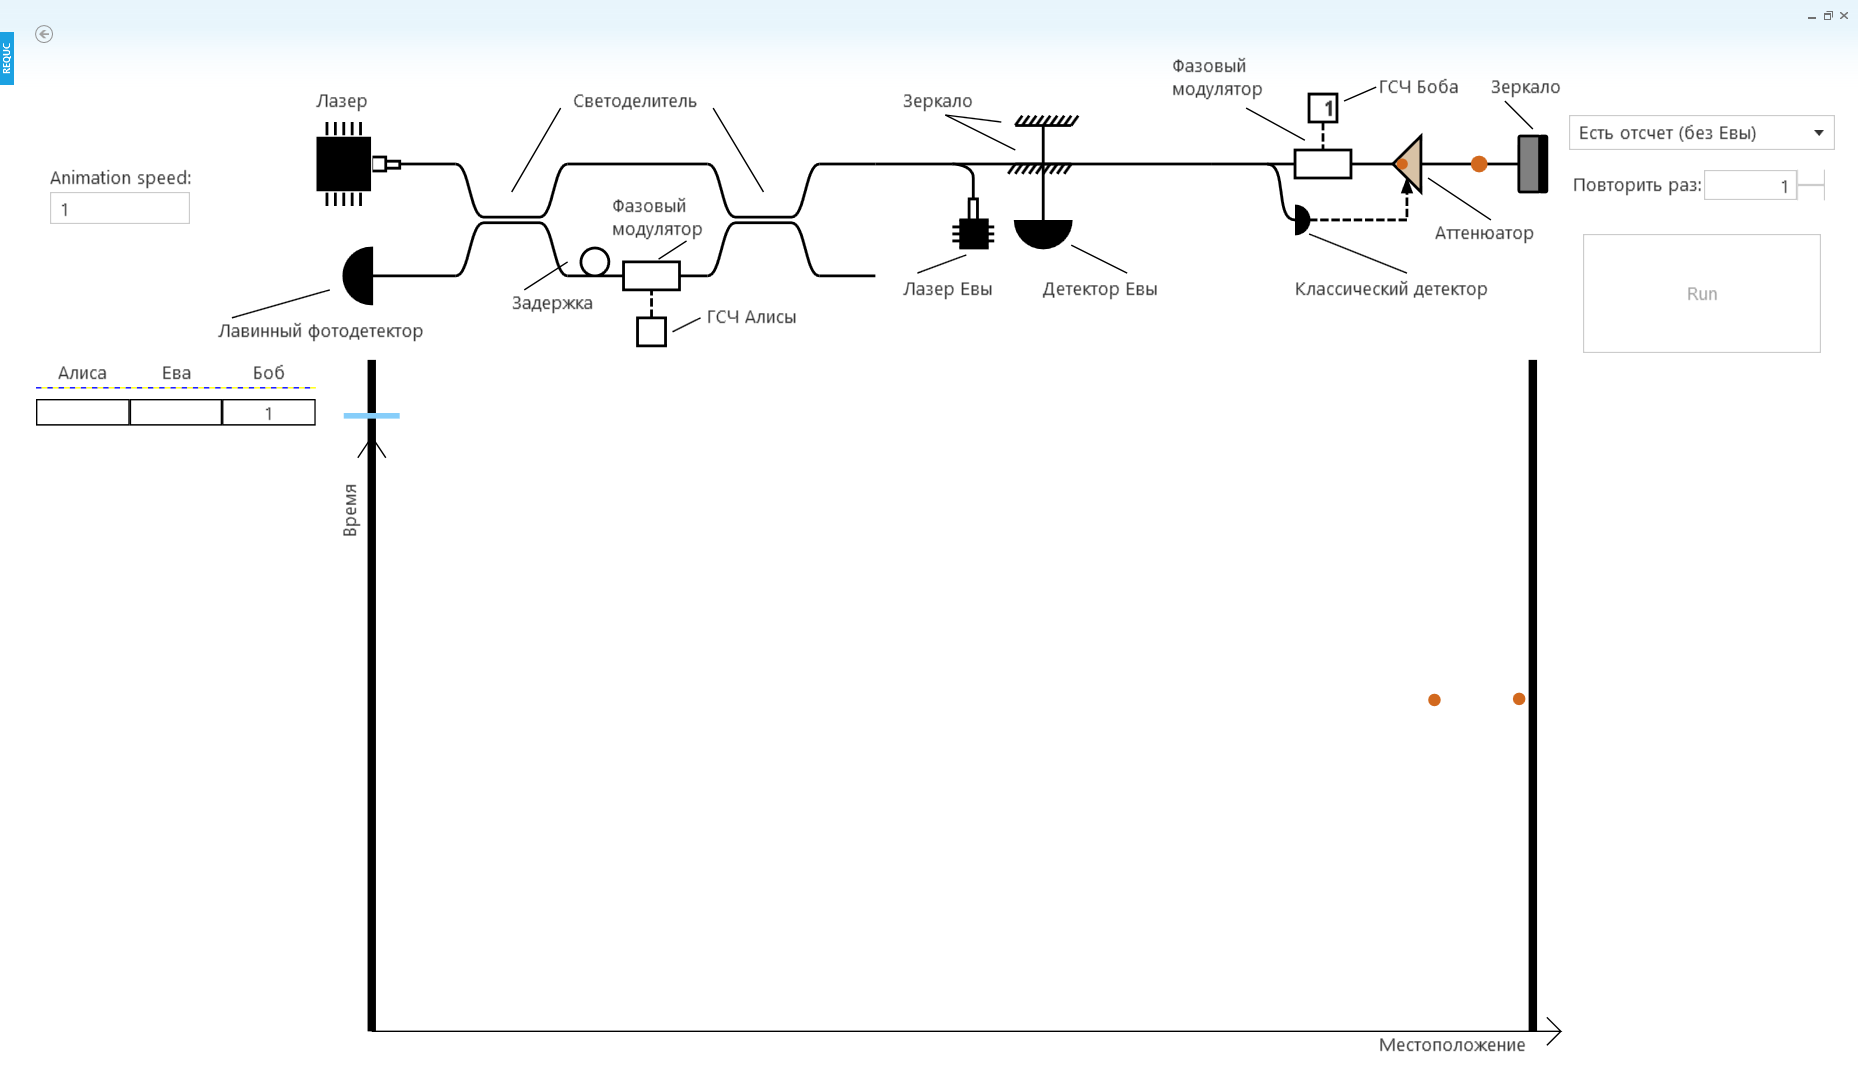 REQUC
Фазовый
модулятор
ГСЧ Боба
Зеркало
Лазер
Светоделитель
Зеркало
1
Есть отсчет (без Евы)
Animation speed:
1
Повторить раз:
1
Фазовый
модулятор
Аттенюатор
Задержка
Лазер Евы
Детектор Евы
Классический детектор
Run
ГСЧ Алисы
Лавинный фотодетектор
Алиса
Ева
Боб
1
Время
Местоположение